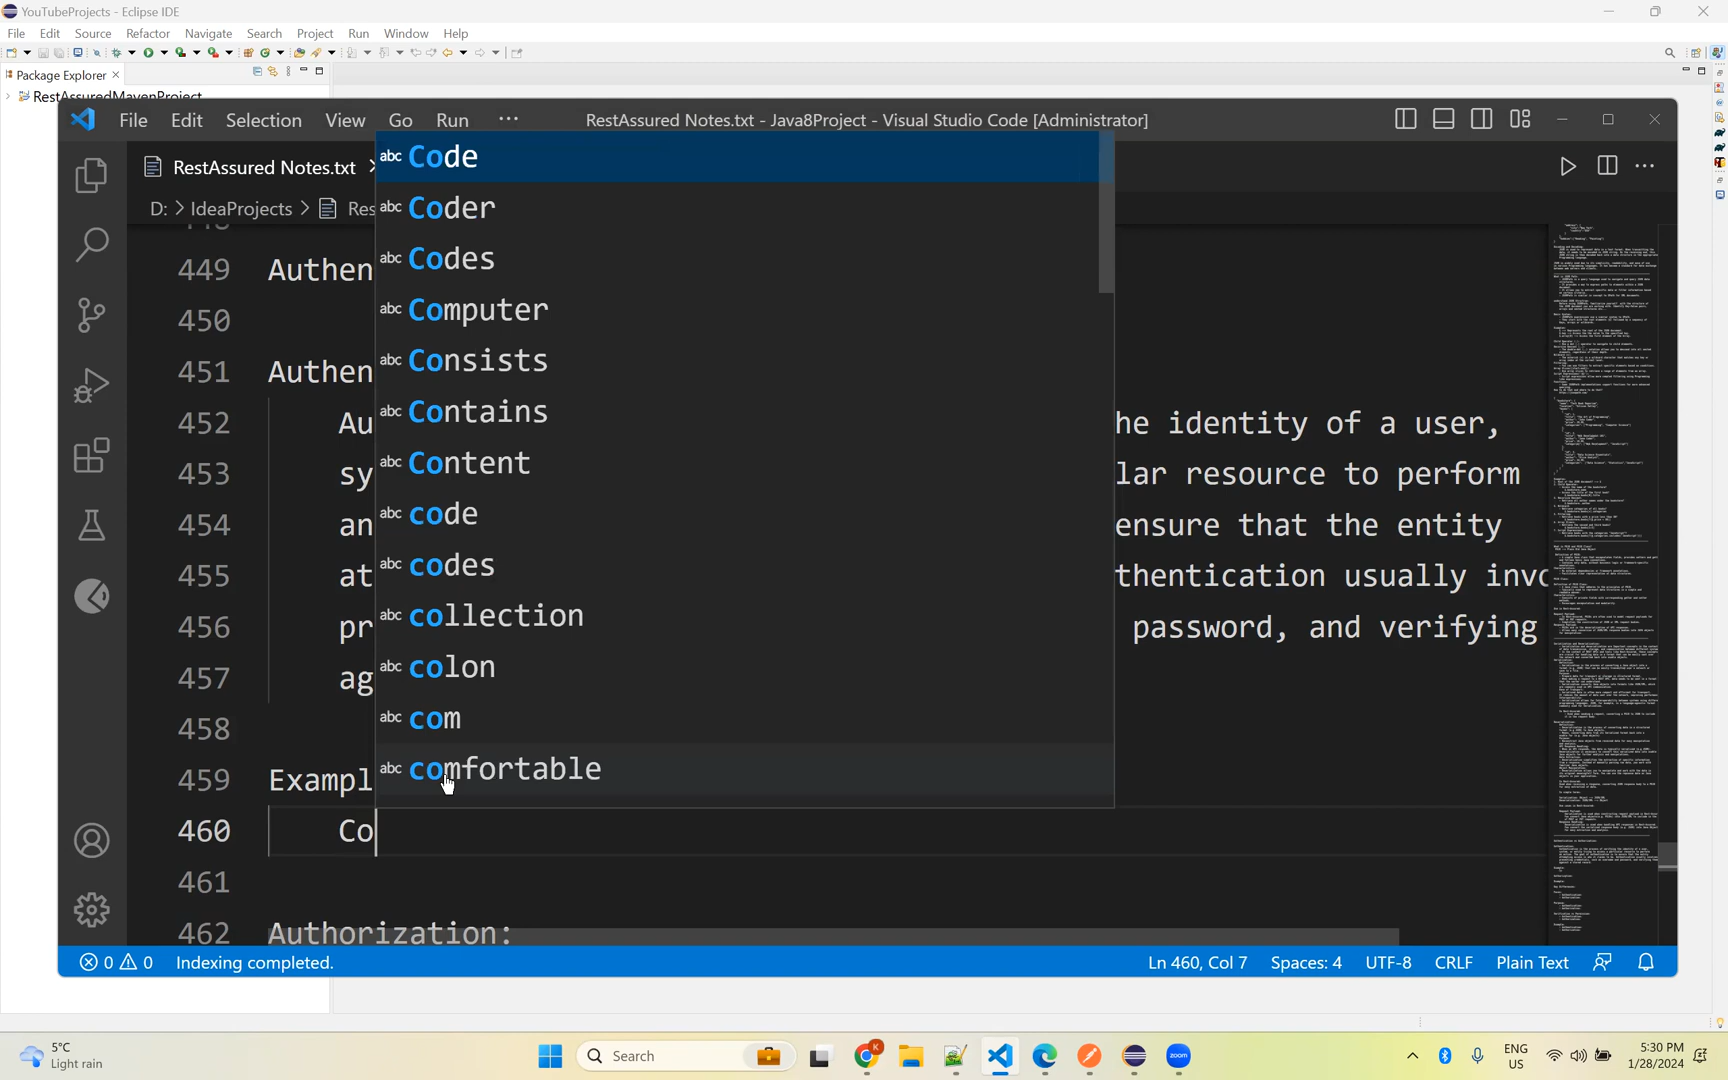 YouTubeProjects - Eclipse IDE
File Edit Source Refactor Navigate Search Project Run Window Help
Package Explorer
RestAssuredMavenProject
File Edit Selection View Go Run ··· RestAssured Notes.txt - Java8Project - Visual Studio Code [Administrator]
RestAssured Notes.txt
D: > IdeaProjects > Res
abc Code
abc Coder
abc Codes
abc Computer
abc Consists
abc Contains
abc Content
abc code
abc codes
abc collection
abc colon
abc com
abc comfortable
449 Authen
450
451 Authen
452 Au he identity of a user,
453 sy lar resource to perform
454 an ensure that the entity
455 at thentication usually invo
456 pr password, and verifying
457 ag
458
459 Exampl
460 Co
461
462 Authorization:
0 0 Indexing completed. Ln 460, Col 7 Spaces: 4 UTF-8 CRLF Plain Text
5°C
Light rain
Search
K
zoom
ENG
US
5:30 PM
1/28/2024